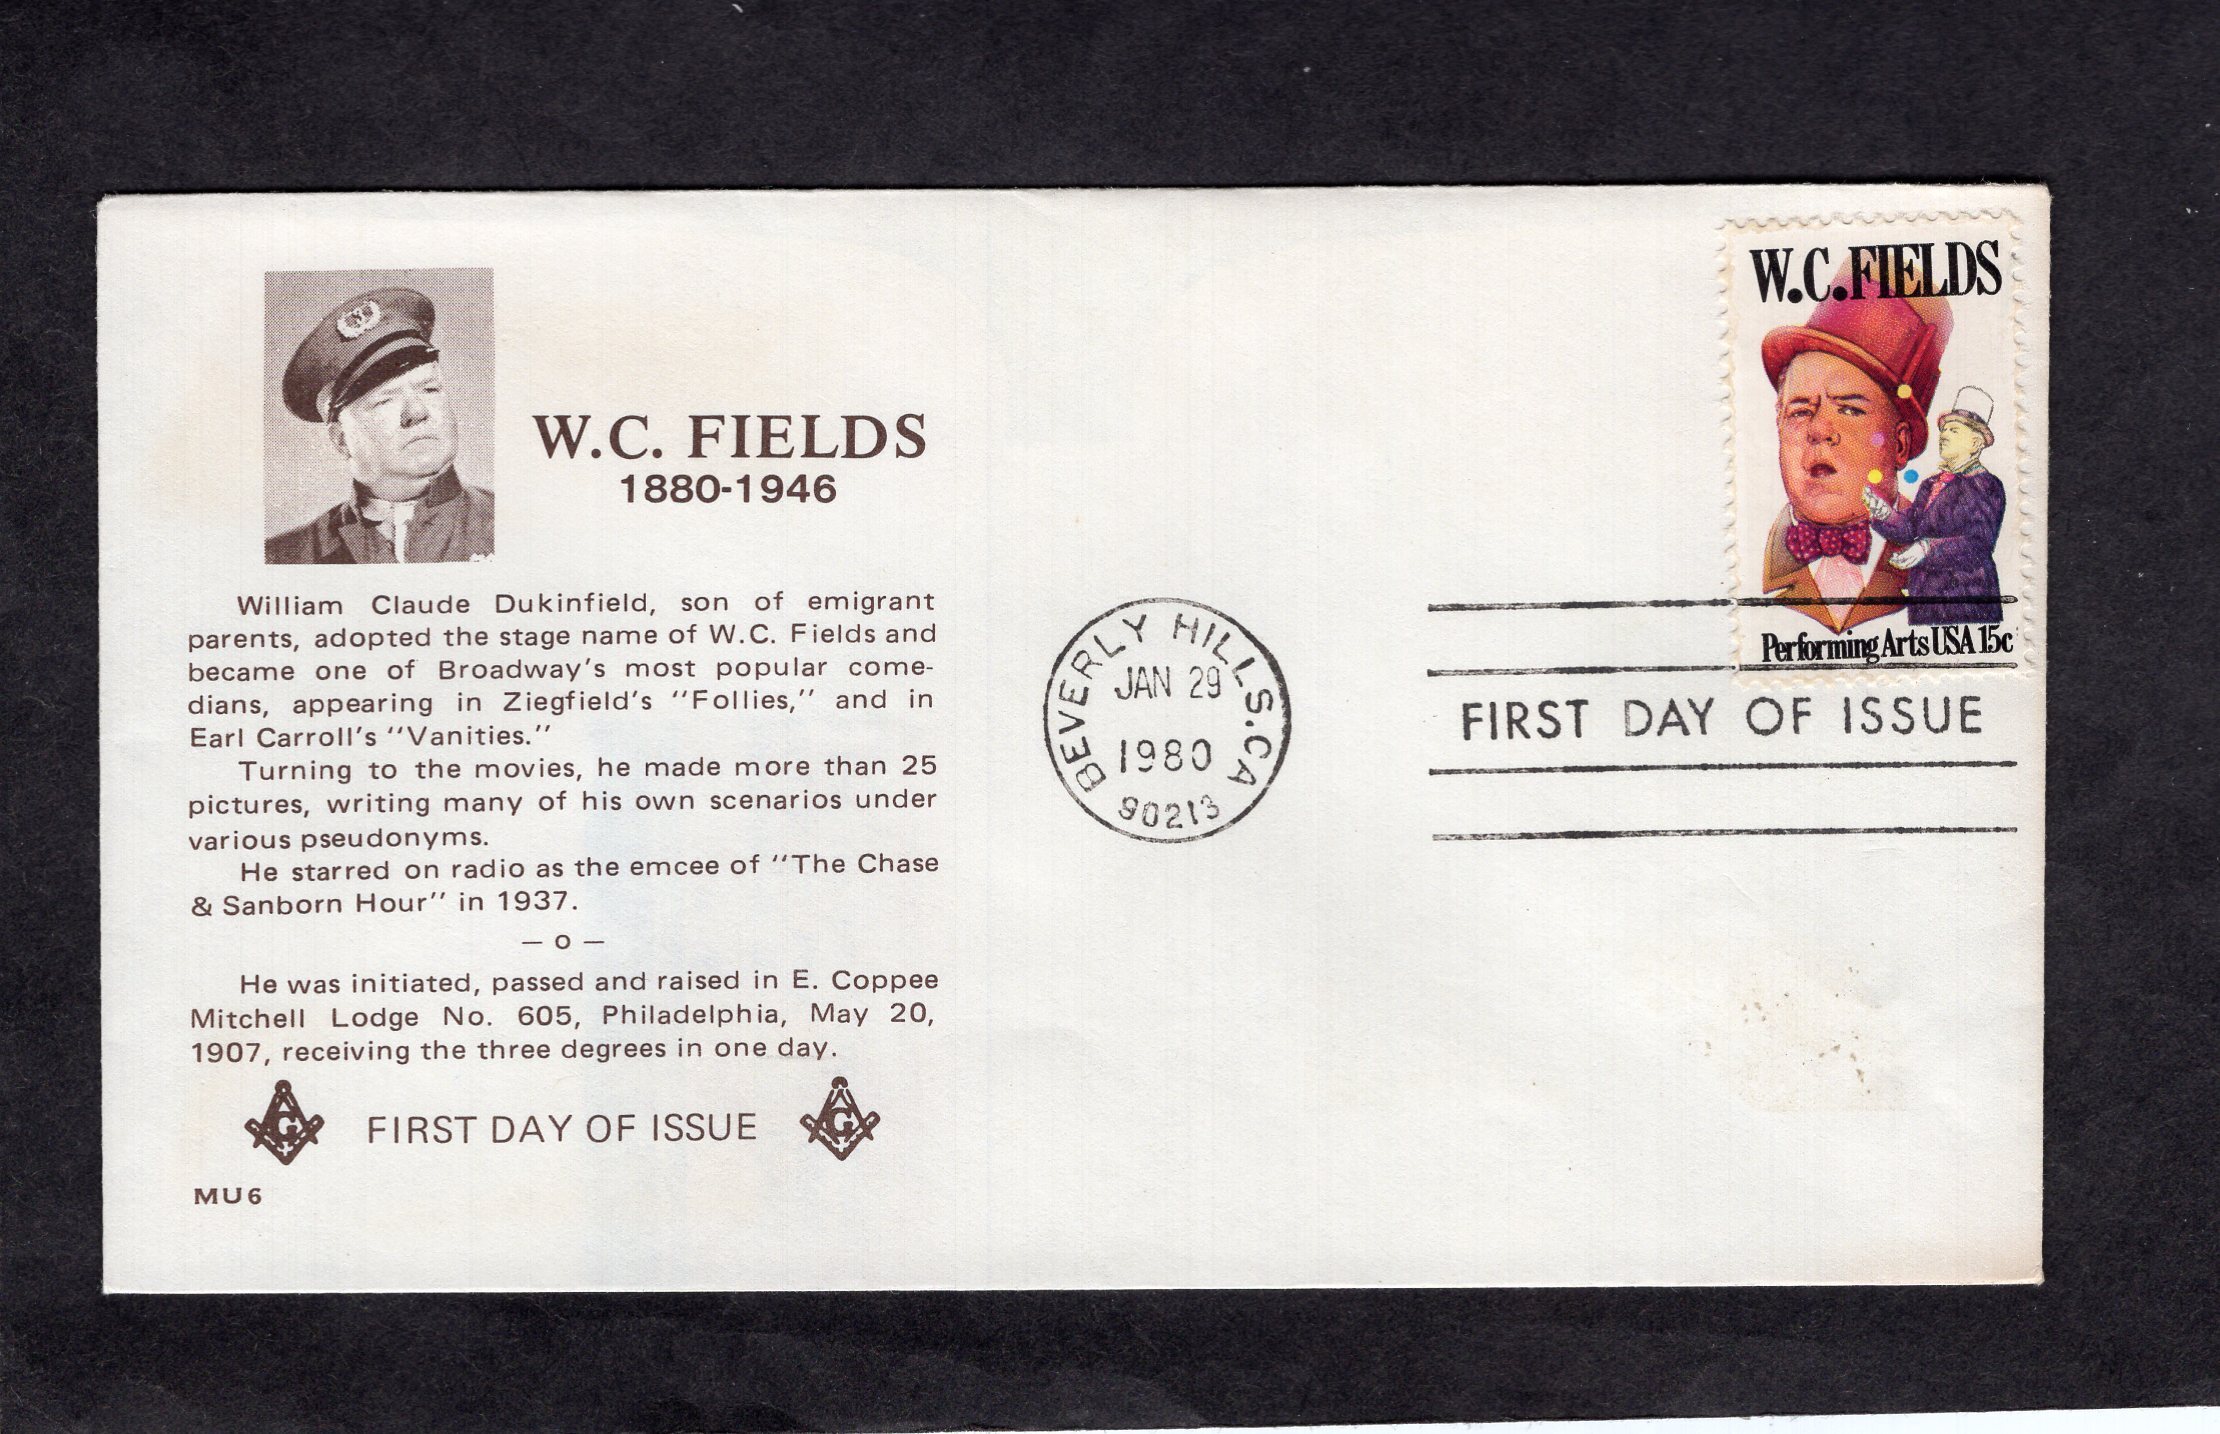 W.C. FIELDS
1880-1946
William Claude Dukinfield, son of emigrant
parents, adopted the stage name of W.C. Fields and
became one of Broadway's most popular come-
dians, appearing in Ziegfield's "Follies," and in
Earl Carroll's "Vanities."
Turning to the movies, he made more than 25
pictures, writing many of his own scenarios under
various pseudonyms.
He starred on radio as the emcee of "The Chase
& Sanborn Hour" in 1937.
— o —
He was initiated, passed and raised in E. Coppee
Mitchell Lodge No. 605, Philadelphia, May 20,
1907, receiving the three degrees in one day.
G FIRST DAY OF ISSUE G
MU6
BEVERLY HILLS. CA
JAN 29
1980
90213
W.C. FIELDS
Performing Arts USA 15c
FIRST DAY OF ISSUE